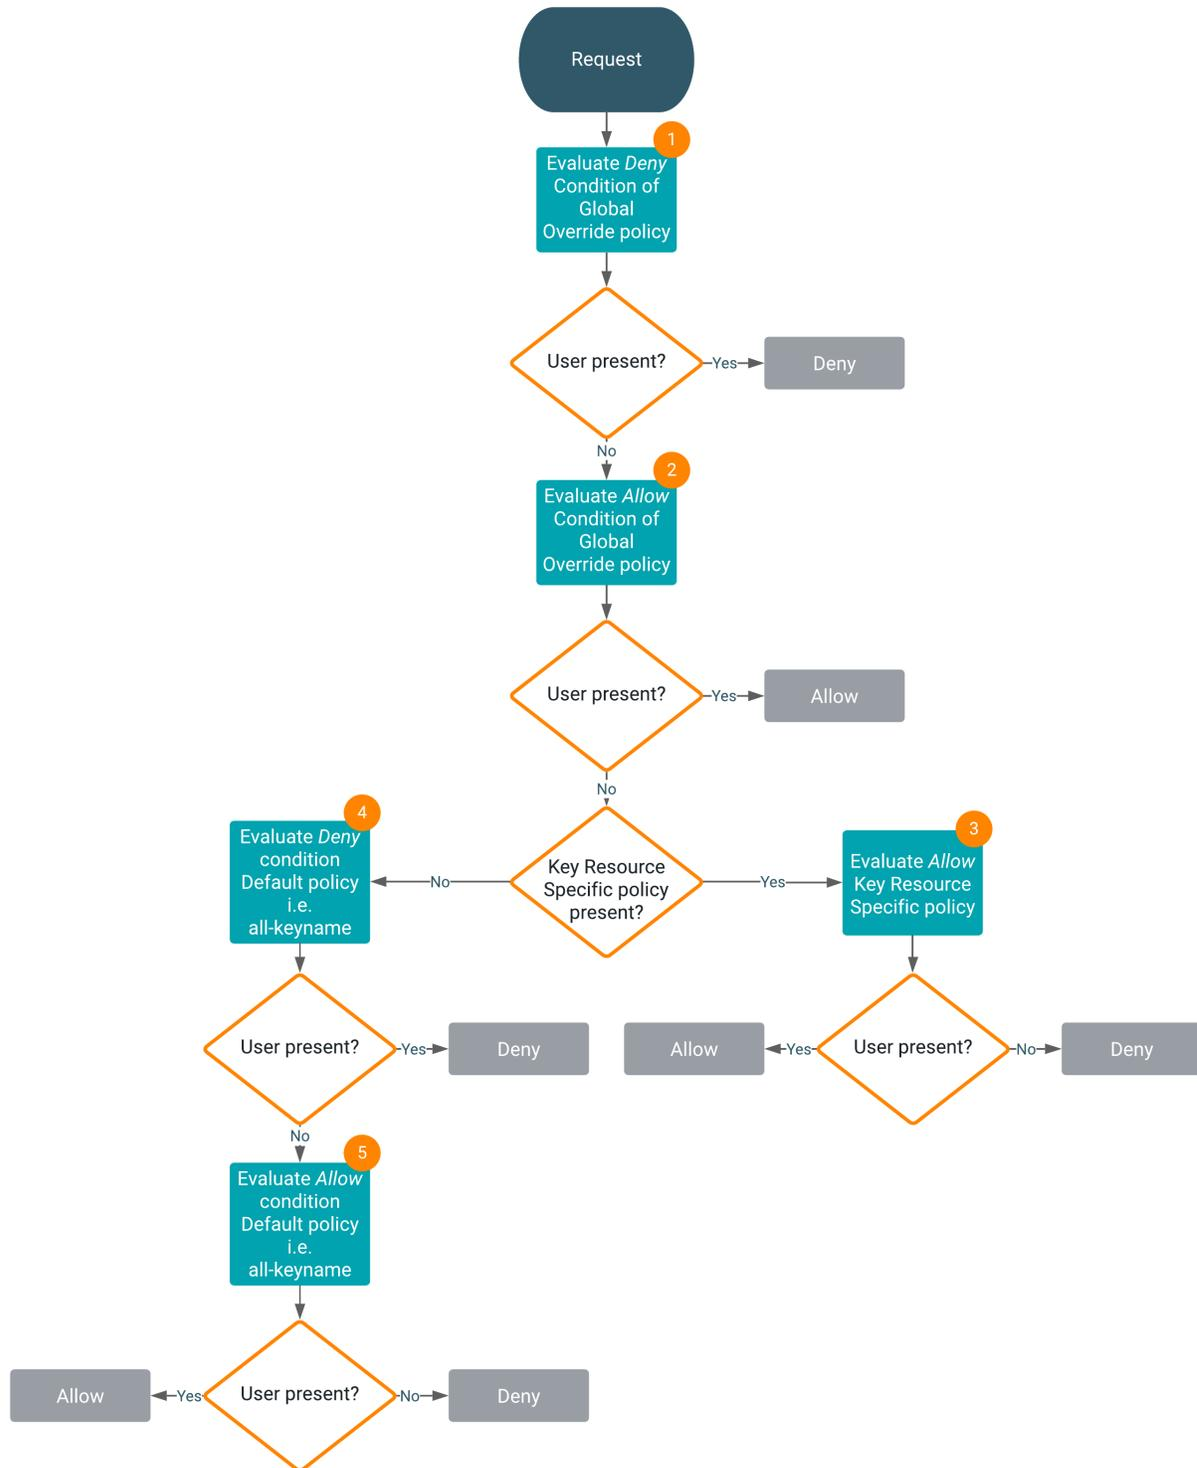 Request
1
Evaluate Deny
Condition of
Global
Override policy
User present?
Yes
Deny
No
2
Evaluate Allow
Condition of
Global
Override policy
User present?
Yes
Allow
No
Key Resource
Specific policy
present?
No
Yes
4
Evaluate Deny
condition
Default policy
i.e.
all-keyname
3
Evaluate Allow
Key Resource
Specific policy
User present?
Yes
Deny
User present?
Yes
Allow
No
Deny
No
5
Evaluate Allow
condition
Default policy
i.e.
all-keyname
User present?
Yes
Allow
No
Deny